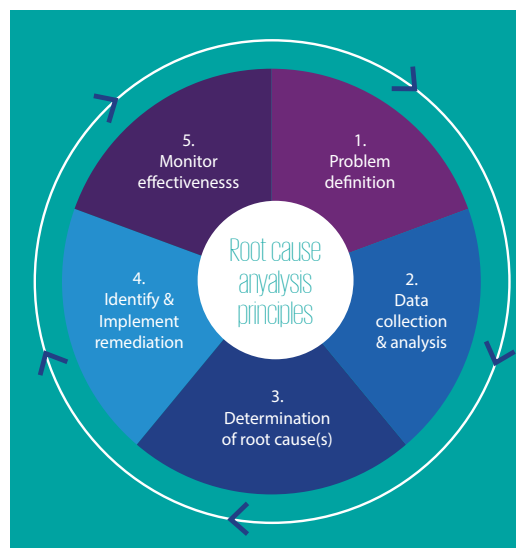 Root cause
anyalysis
principles
1.
Problem
definition
2.
Data
collection
& analysis
3.
Determination
of root cause(s)
4.
Identify &
Implement
remediation
5.
Monitor
effectivenesss